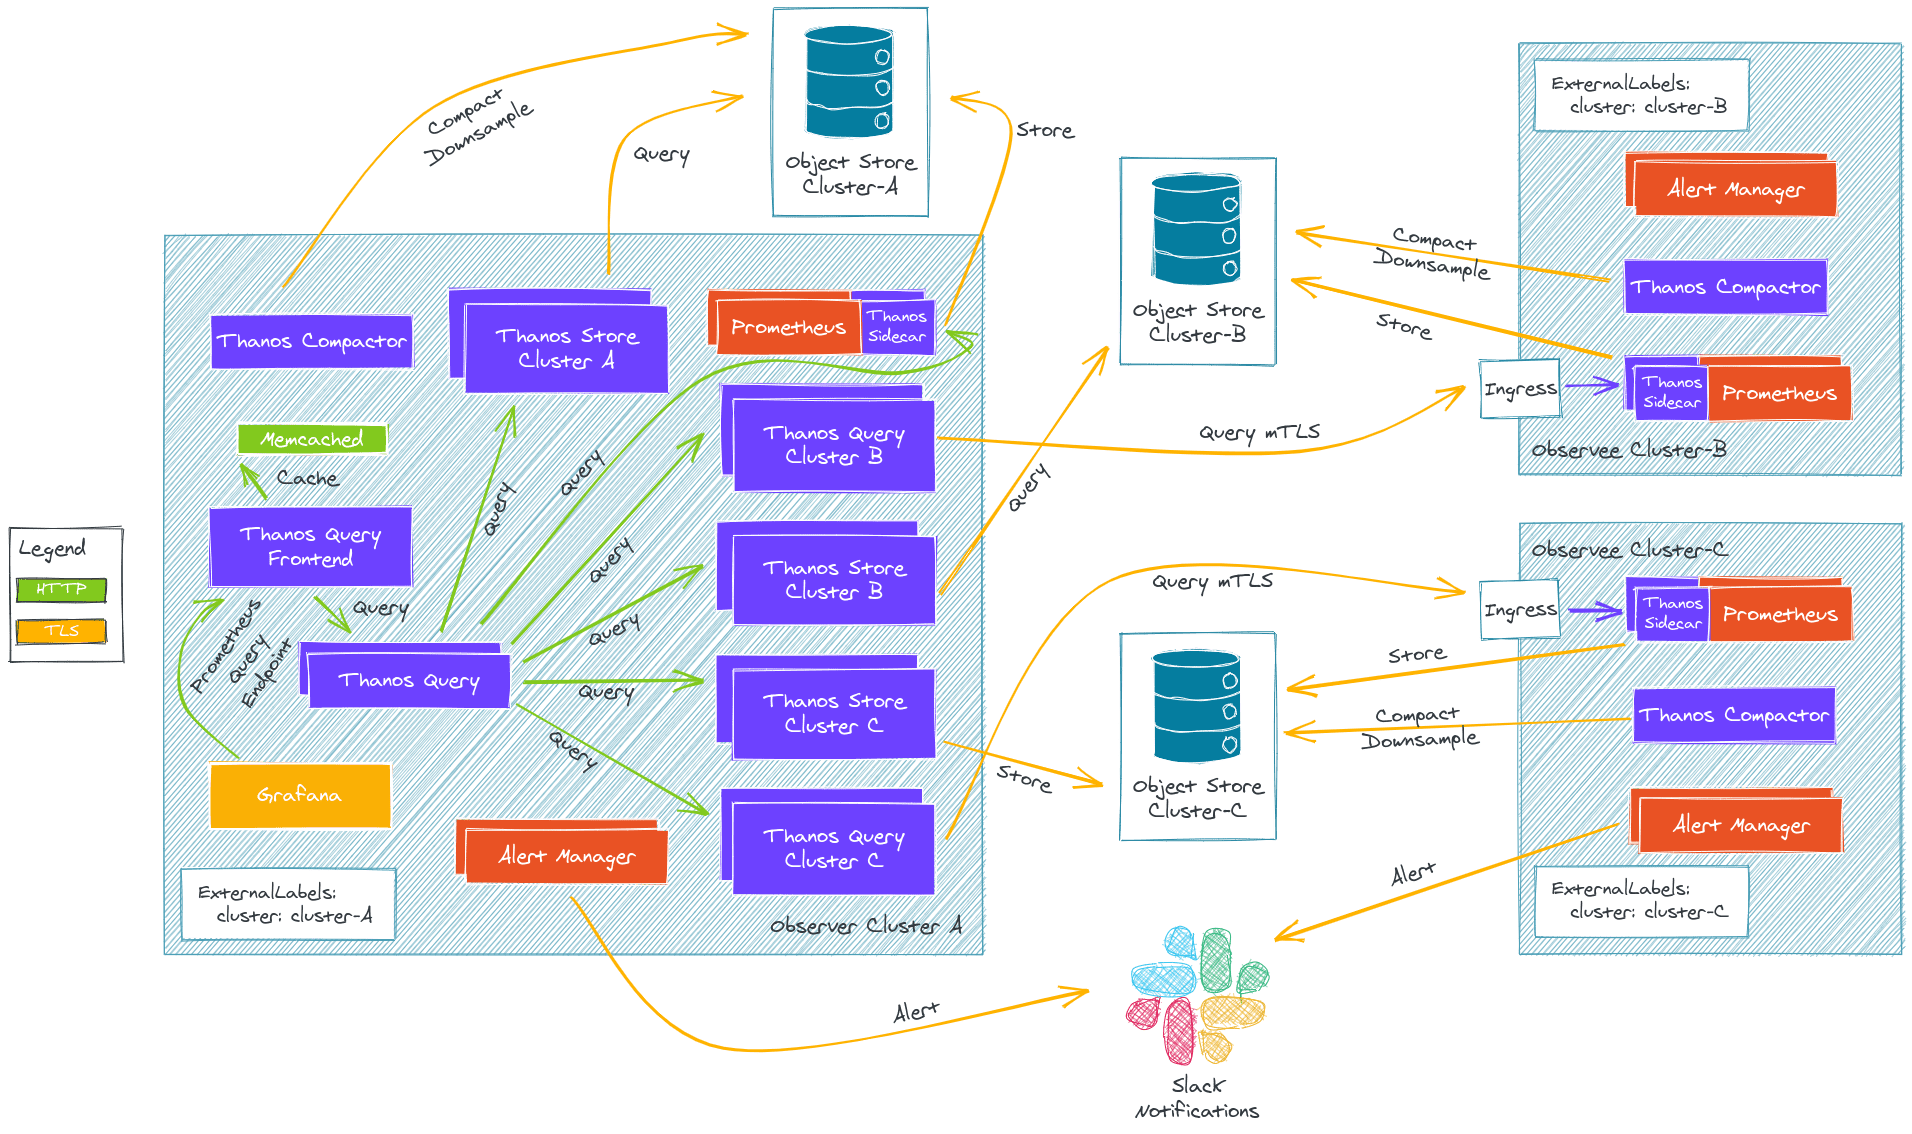 Object Store
Cluster-A
Compact
Downsample
Query
Store
Thanos Compactor
Thanos Store
Cluster A
Prometheus
Thanos
Sidecar
Memcached
Cache
Thanos Query
Frontend
Query
Prometheus
Query
Endpoint
Thanos Query
Grafana
Alert Manager
ExternalLabels:
cluster: cluster-A
Observer Cluster A
Query
Query
Query
Query
Query
Query
Thanos Query
Cluster B
Thanos Store
Cluster B
Thanos Store
Cluster C
Thanos Query
Cluster C
Legend
HTTP
TLS
Object Store
Cluster-B
Query
Query mTLS
Compact
Downsample
Store
ExternalLabels:
cluster: cluster-B
Alert Manager
Thanos Compactor
Ingress
Thanos
Sidecar
Prometheus
Observee Cluster-B
Query mTLS
Store
Object Store
Cluster-C
Store
Compact
Downsample
Observee Cluster-C
Ingress
Thanos
Sidecar
Prometheus
Thanos Compactor
Alert Manager
ExternalLabels:
cluster: cluster-C
Alert
Alert
Slack
Notifications